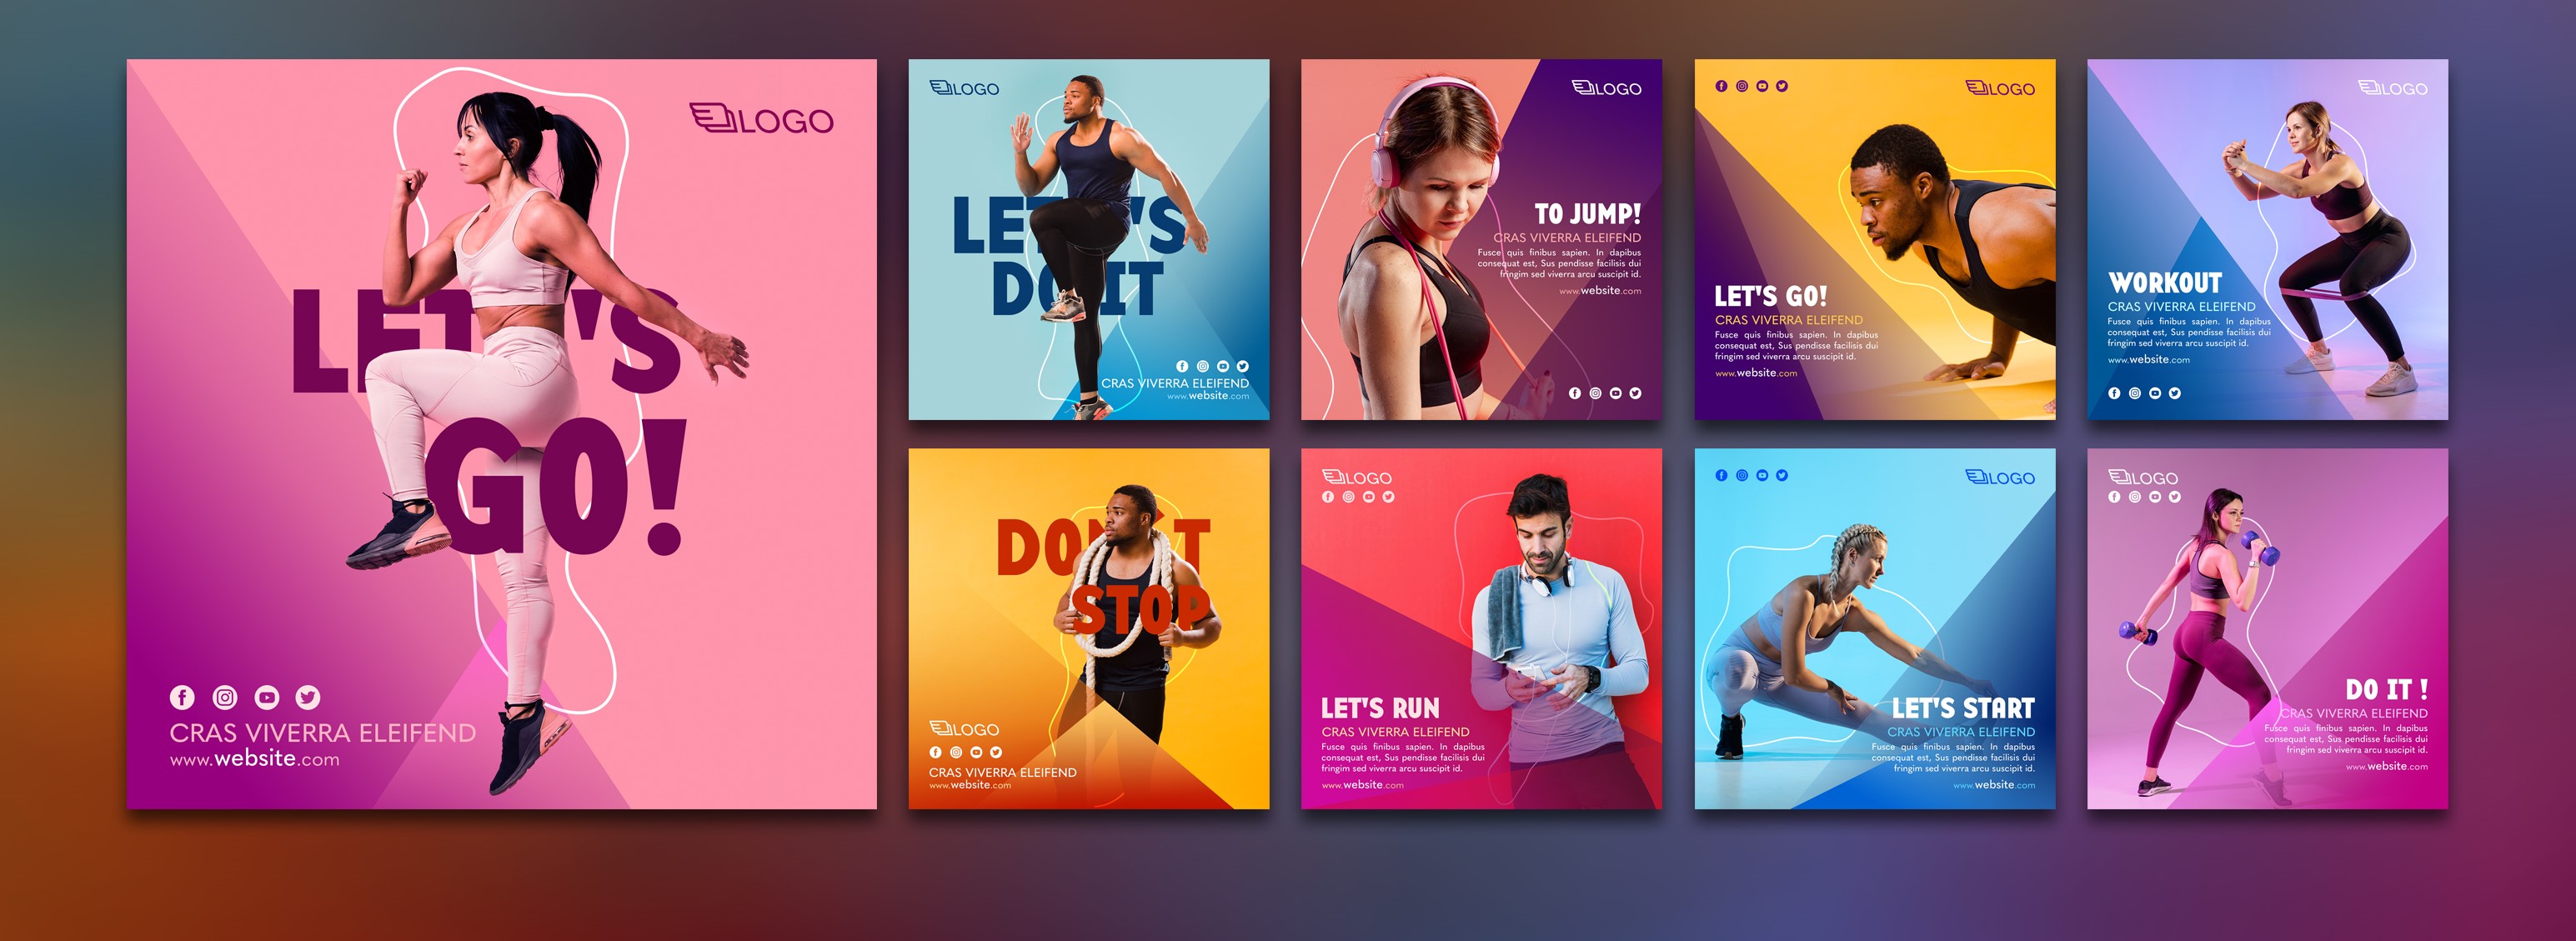 LOGO
LET'S
GO!
CRAS VIVERRA ELEIFEND
www.website.com
LOGO
LET'S
DO IT
CRAS VIVERRA ELEIFEND
www.website.com
LOGO
TO JUMP!
CRAS VIVERRA ELEIFEND
Fusce quis finibus sapien. In dapibus
consequat est, Sus pendisse facilisis dui
fringim sed viverra arcu suscipit id.
www.website.com
LOGO
LET'S GO!
CRAS VIVERRA ELEIFEND
Fusce quis finibus sapien. In dapibus
consequat est, Sus pendisse facilisis dui
fringim sed viverra arcu suscipit id.
www.website.com
LOGO
WORKOUT
CRAS VIVERRA ELEIFEND
Fusce quis finibus sapien. In dapibus
consequat est, Sus pendisse facilisis dui
fringim sed viverra arcu suscipit id.
www.website.com
DON'T
STOP
LOGO
CRAS VIVERRA ELEIFEND
www.website.com
LOGO
LET'S RUN
CRAS VIVERRA ELEIFEND
Fusce quis finibus sapien. In dapibus
consequat est, Sus pendisse facilisis dui
fringim sed viverra arcu suscipit id.
www.website.com
LOGO
LET'S START
CRAS VIVERRA ELEIFEND
Fusce quis finibus sapien. In dapibus
consequat est, Sus pendisse facilisis dui
fringim sed viverra arcu suscipit id.
www.website.com
LOGO
DO IT !
CRAS VIVERRA ELEIFEND
Fusce quis finibus sapien. In dapibus
consequat est, Sus pendisse facilisis dui
fringim sed viverra arcu suscipit id.
www.website.com